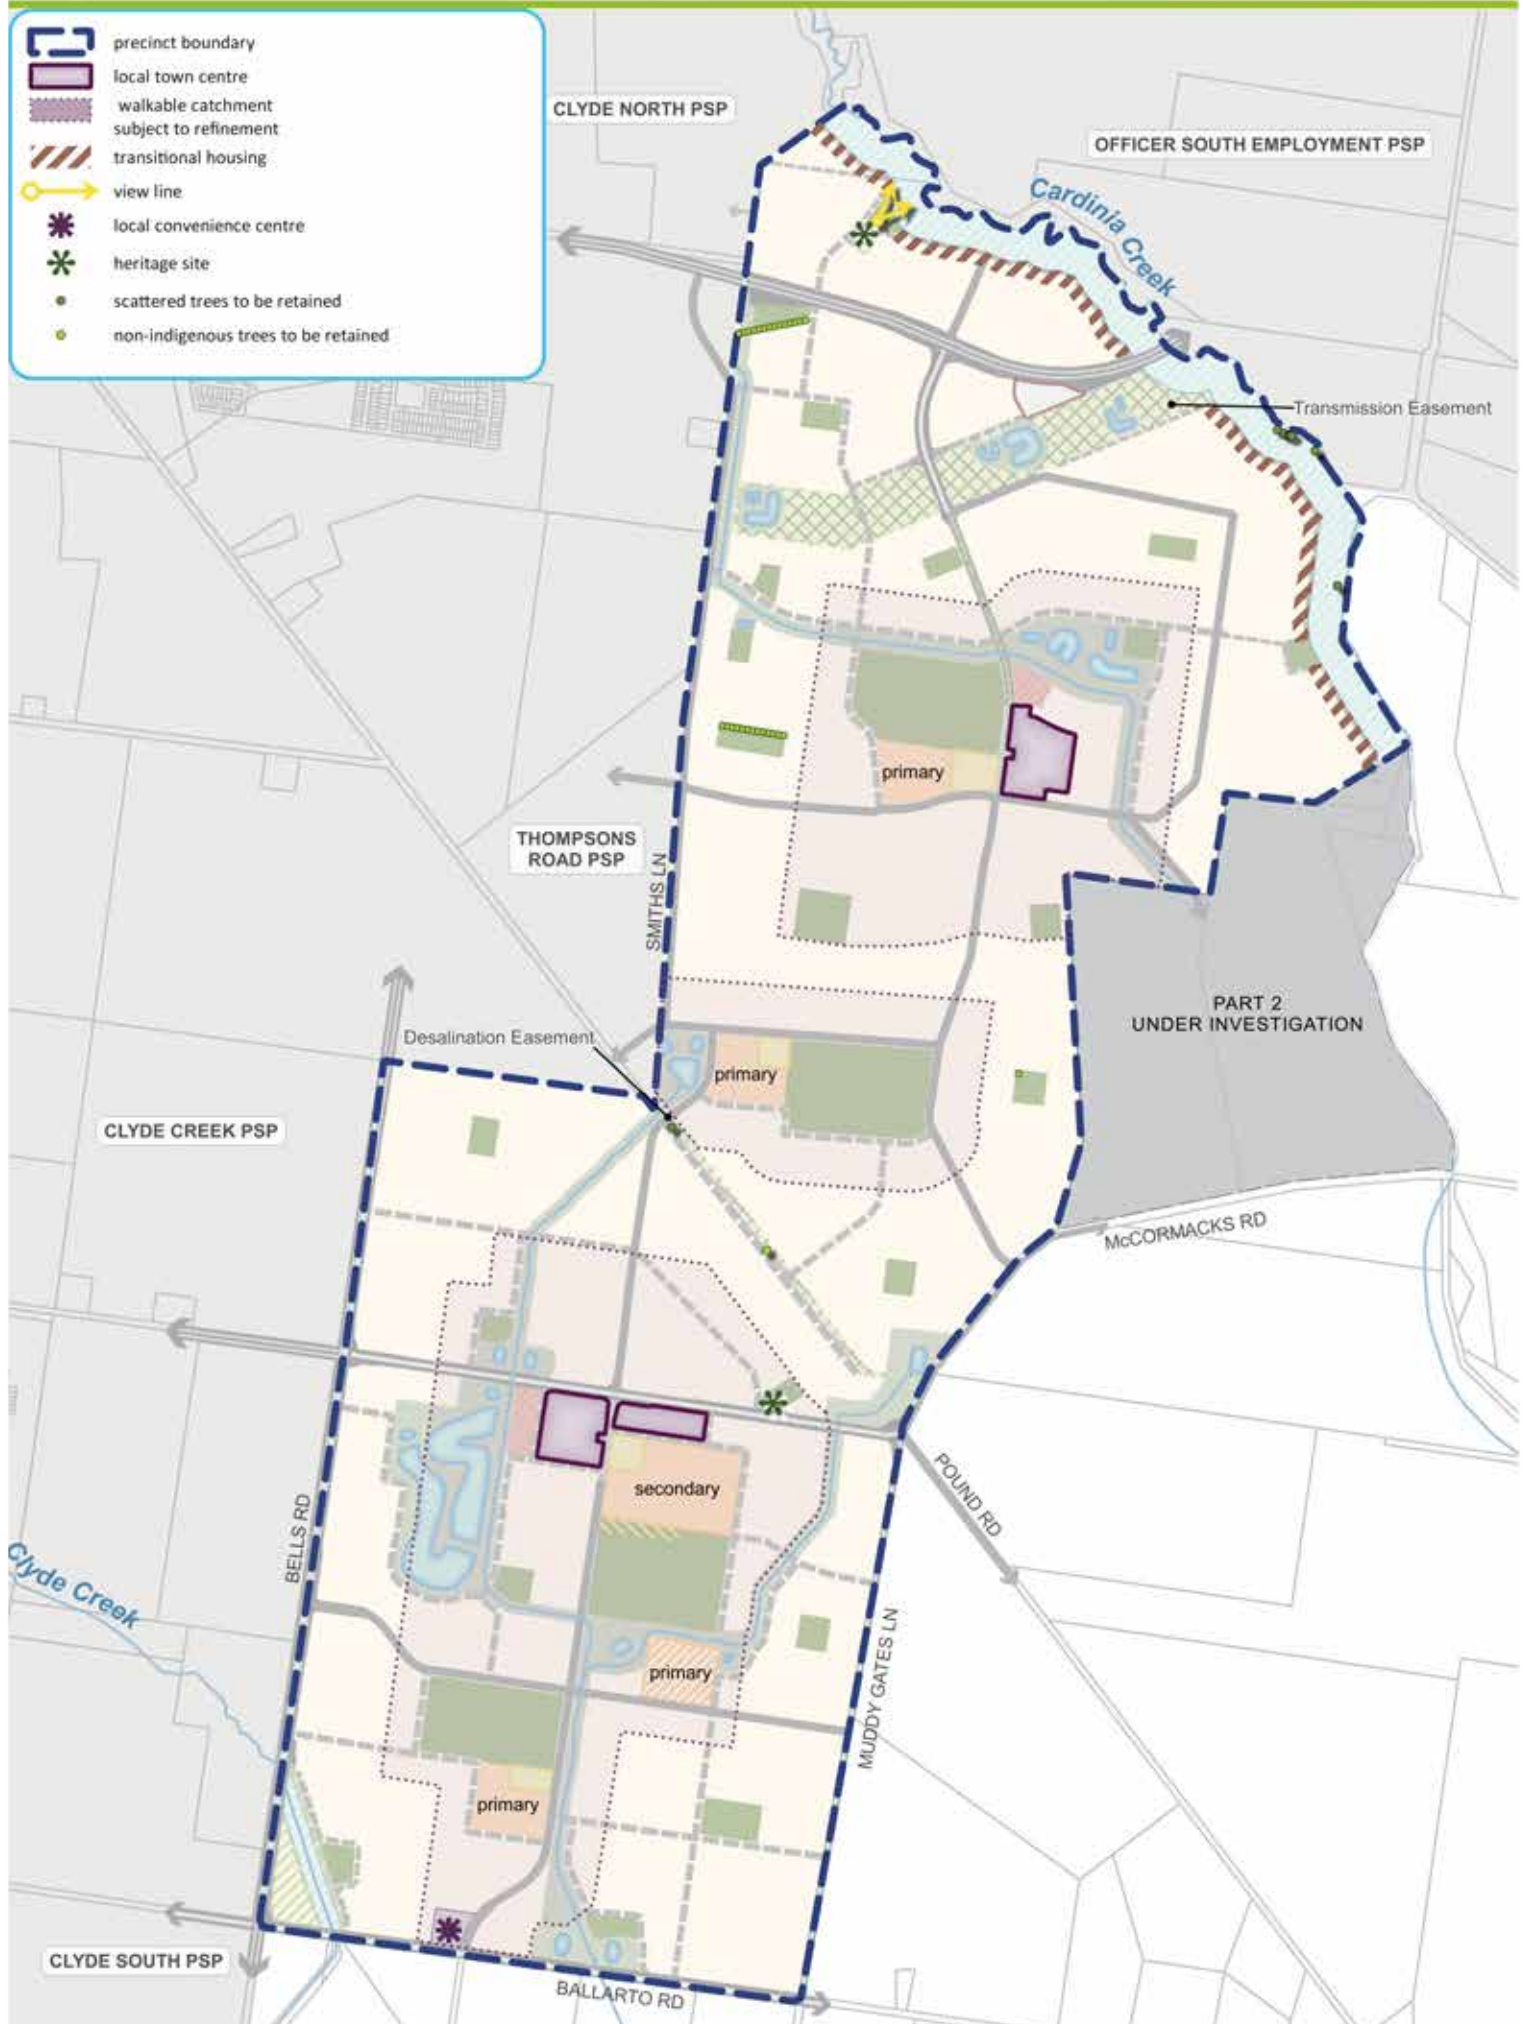 precinct boundary
local town centre
walkable catchment
subject to refinement
transitional housing
view line
local convenience centre
heritage site
scattered trees to be retained
non-indigenous trees to be retained
CLYDE NORTH PSP
OFFICER SOUTH EMPLOYMENT PSP
Cardinia Creek
Transmission Easement
primary
THOMPSONS
ROAD PSP
SMITHS LN
PART 2
UNDER INVESTIGATION
Desalination Easement
primary
CLYDE CREEK PSP
McCORMACKS RD
secondary
POUND RD
BELLS RD
Clyde Creek
primary
MUDDY GATES LN
primary
CLYDE SOUTH PSP
BALLARTO RD